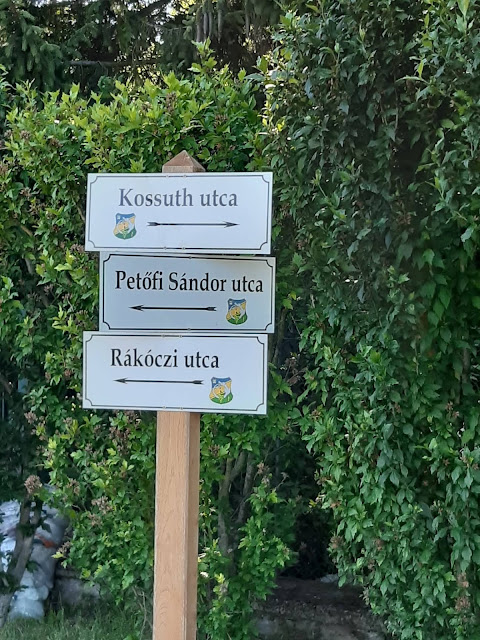 Kossuth utca
Petőfi Sándor utca
Rákóczi utca